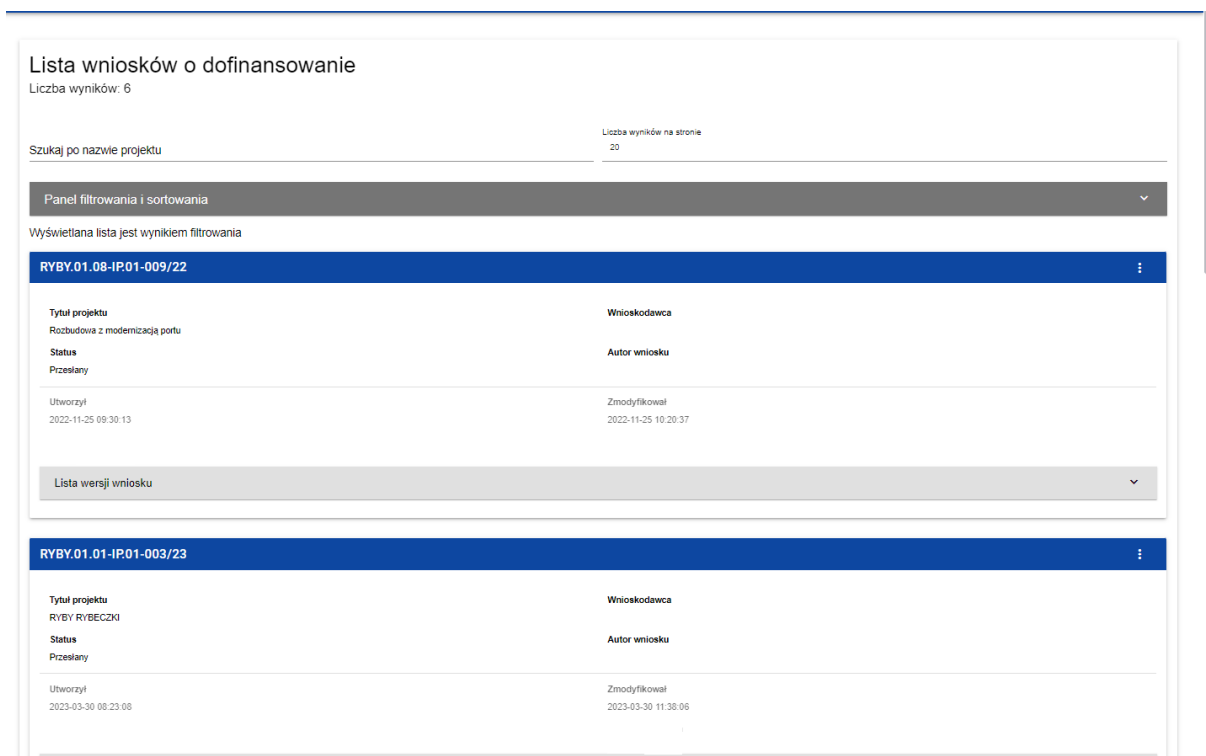 Lista wniosków o dofinansowanie
Liczba wyników: 6
Liczba wyników na stronie
Szukaj po nazwie projektu
20
Panel filtrowania i sortowania
Wyświetlana lista jest wynikiem filtrowania
RYBY.01.08-IP.01-009/22
Tytuł projektu
Wnioskodawca
Rozbudowa z modernizacją portu
Status
Autor wniosku
Przesłany
Utworzył
Zmodyfikował
2022-11-25 09:30:13
2022-11-25 10:20:37
Lista wersji wniosku
RYBY.01.01-IP.01-003/23
Tytuł projektu
Wnioskodawca
RYBY RYBECZKI
Status
Autor wniosku
Przesłany
Utworzył
Zmodyfikował
2023-03-30 08:23:08
2023-03-30 11:38:06